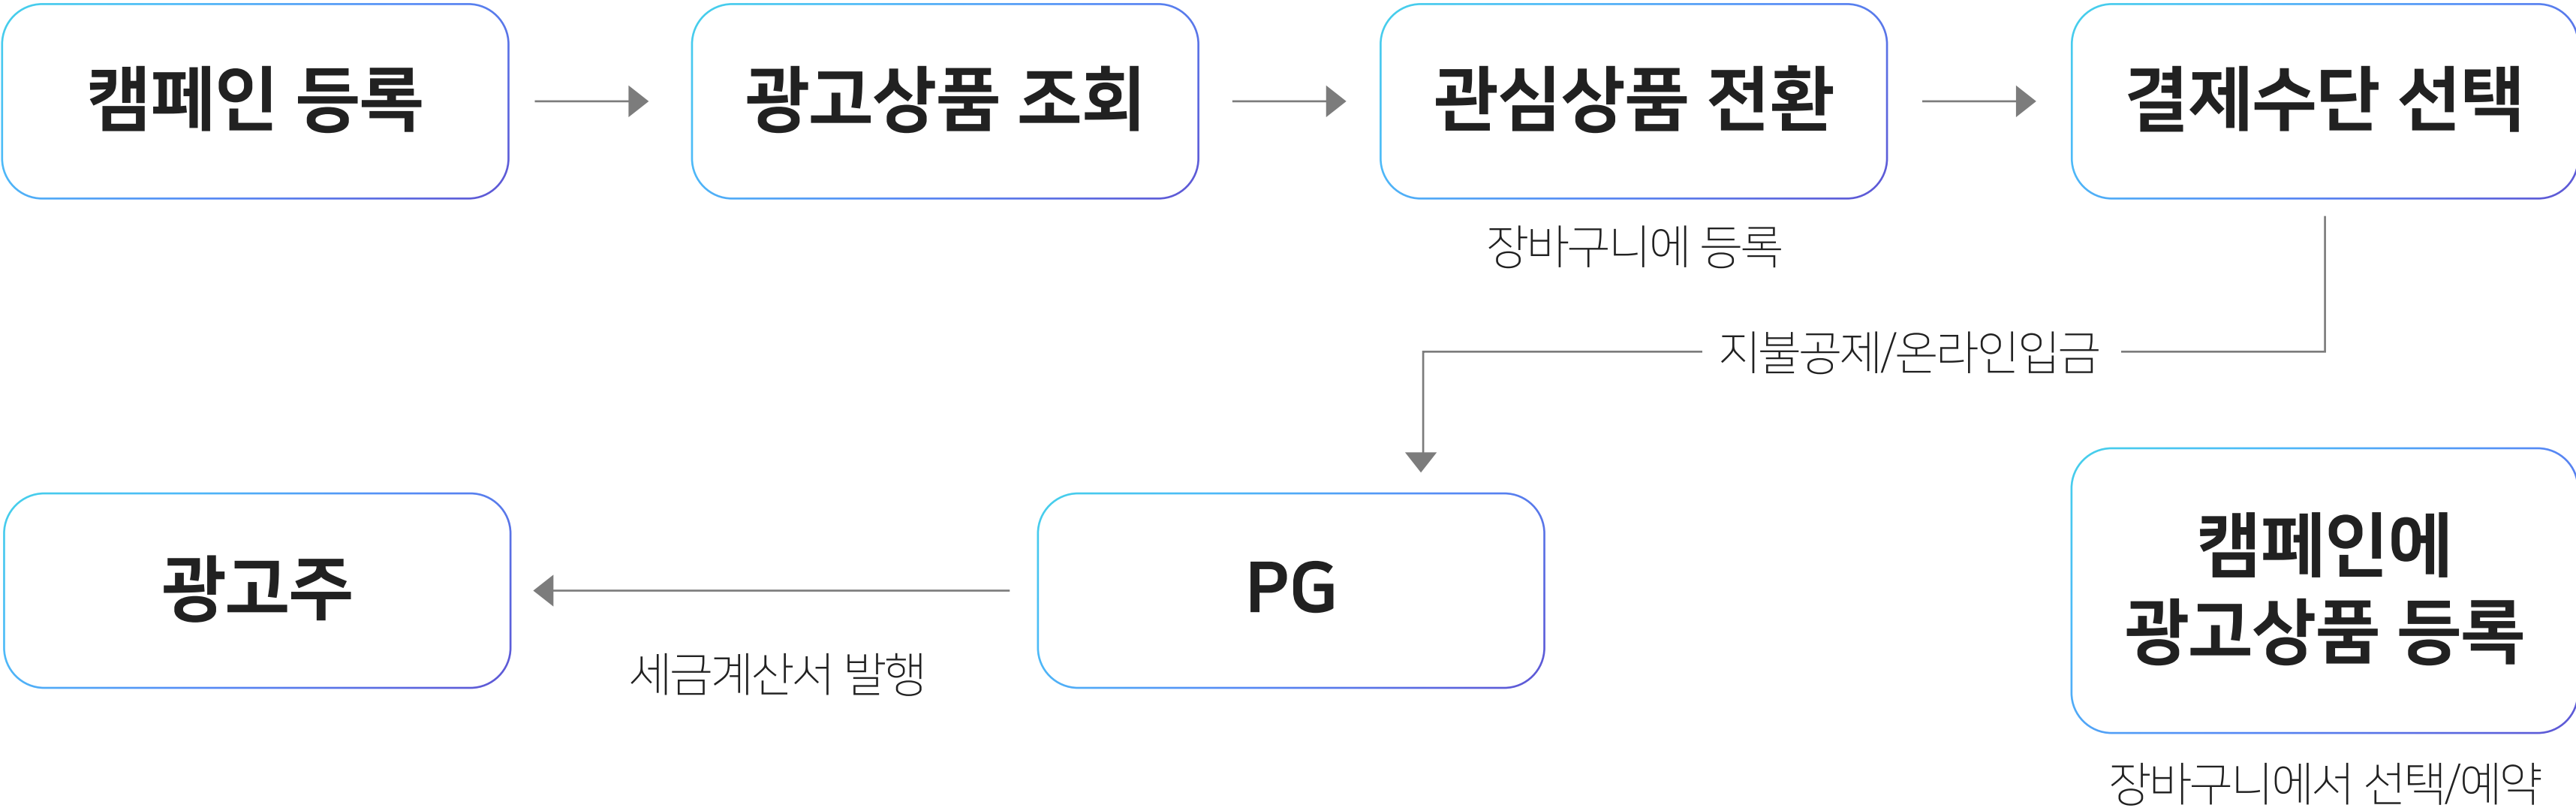 캠페인 등록
광고상품 조회
관심상품 전환
결제수단 선택
장바구니에 등록
지불공제/온라인입금
광고주
PG
캠페인에
광고상품 등록
세금계산서 발행
장바구니에서 선택/예약